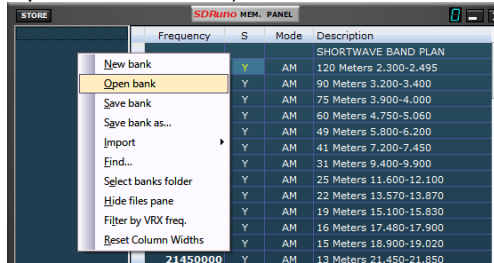 STORE
SDRuno MEM. PANEL
0
Frequency S Mode Description
SHORTWAVE BAND PLAN
Y AM 120 Meters 2.300-2.495
Y AM 90 Meters 3.200-3.400
Y AM 75 Meters 3.900-4.000
Y AM 60 Meters 4.750-5.060
Y AM 49 Meters 5.800-6.200
Y AM 41 Meters 7.200-7.450
Y AM 31 Meters 9.400-9.900
Y AM 25 Meters 11.600-12.100
Y AM 22 Meters 13.570-13.870
Y AM 19 Meters 15.100-15.830
Y AM 16 Meters 17.480-17.900
Y AM 15 Meters 18.900-19.020
21450000 Y AM 13 Meters 21.450-21.850
New bank
Open bank
Save bank
Save bank as...
Import
Find...
Select banks folder
Hide files pane
Filter by VRX freq.
Reset Column Widths